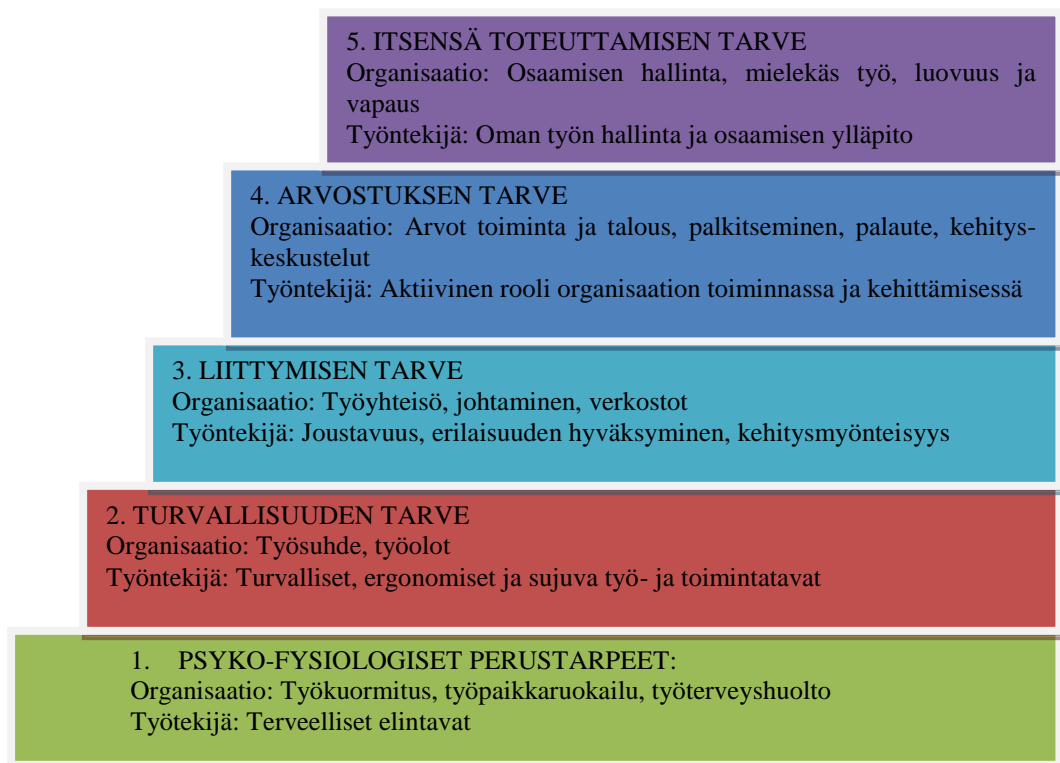 5. ITSENSÄ TOTEUTTAMISEN TARVE
Organisaatio: Osaamisen hallinta, mielekäs työ, luovuus ja
vapaus
Työntekijä: Oman työn hallinta ja osaamisen ylläpito
4. ARVOSTUKSEN TARVE
Organisaatio: Arvot toiminta ja talous, palkitseminen, palaute, kehitys-
keskustelut
Työntekijä: Aktiivinen rooli organisaation toiminnassa ja kehittämisessä
3. LIITTYMISEN TARVE
Organisaatio: Työyhteisö, johtaminen, verkostot
Työntekijä: Joustavuus, erilaisuuden hyväksyminen, kehitysmyönteisyys
2. TURVALLISUUDEN TARVE
Organisaatio: Työsuhde, työolot
Työntekijä: Turvalliset, ergonomiset ja sujuva työ- ja toimintatavat
1. PSYKO-FYSIOLOGISET PERUSTARPEET:
Organisaatio: Työkuormitus, työpaikkaruokailu, työterveyshuolto
Työtekijä: Terveelliset elintavat